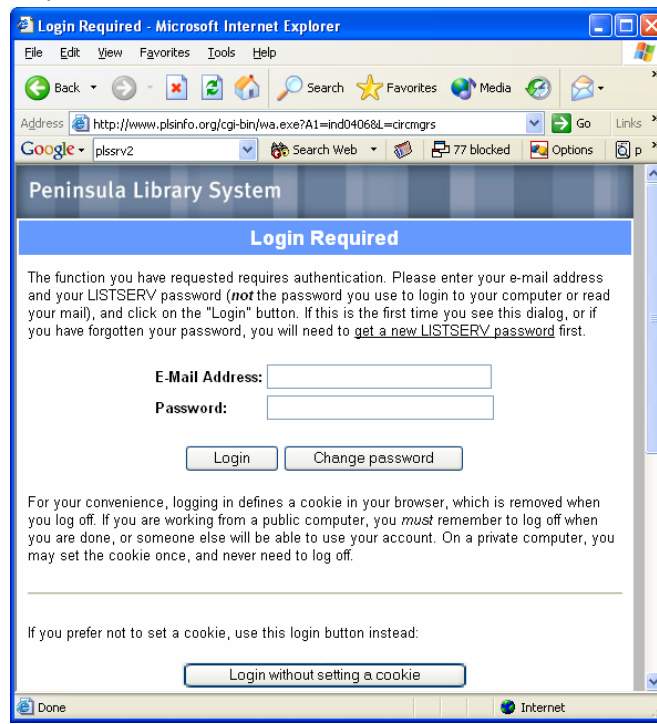 Login Required - Microsoft Internet Explorer
File Edit View Favorites Tools Help
Back Search Favorites Media
Address http://www.plsinfo.org/cgi-bin/wa.exe?A1=ind0406&L=circmgrs Go Links »
Google plssrv2 Search Web 77 blocked Options p »
Peninsula Library System
Login Required
The function you have requested requires authentication. Please enter your e-mail address
and your LISTSERV password (not the password you use to login to your computer or read
your mail), and click on the "Login" button. If this is the first time you see this dialog, or if
you have forgotten your password, you will need to get a new LISTSERV password first.
E-Mail Address:
Password:
Login Change password
For your convenience, logging in defines a cookie in your browser, which is removed when
you log off. If you are working from a public computer, you must remember to log off when
you are done, or someone else will be able to use your account. On a private computer, you
may set the cookie once, and never need to log off.
If you prefer not to set a cookie, use this login button instead:
Login without setting a cookie
Done Internet